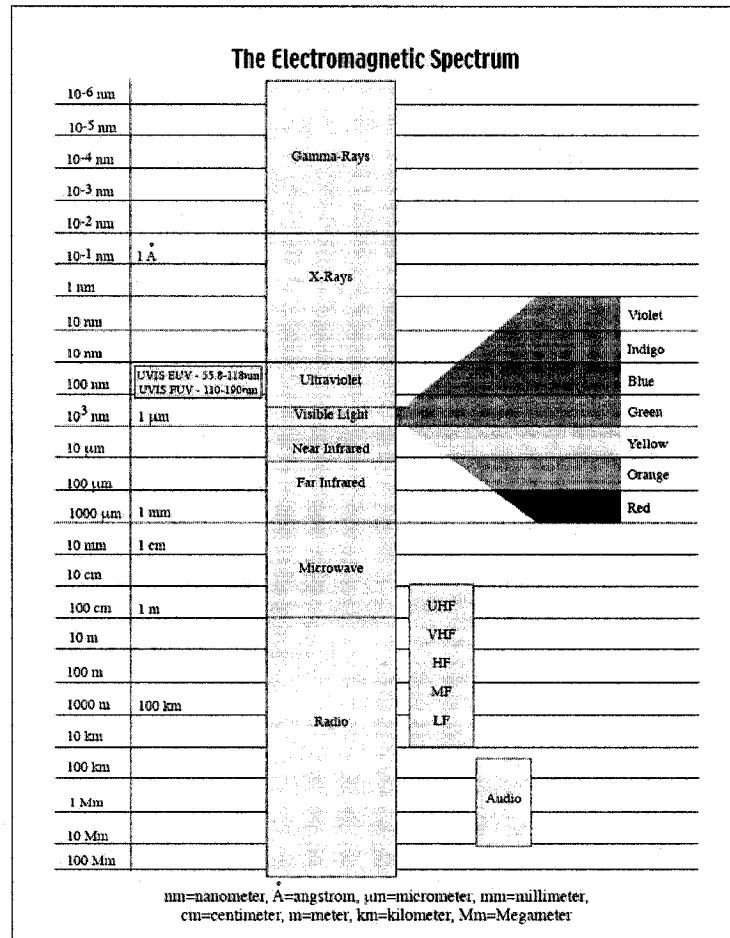 The Electromagnetic Spectrum
10-6 nm
10-5 nm
10-4 nm
Gamma-Rays
10-3 nm
10-2 nm
10-1 nm 1 Å
X-Rays
1 nm
10 nm Violet
10 nm Indigo
UVIS EUV - 55.8-118nm
100 nm Ultraviolet Blue
UVIS FUV - 110-190nm
10³ nm 1 μm Visible Light Green
10 μm Near Infrared Yellow
100 μm Far Infrared Orange
1000 μm 1 mm Red
10 mm 1 cm
Microwave
10 cm
100 cm 1 m UHF
10 m VHF
100 m HF
MF
1000 m 100 km
Radio LF
10 km
100 km
1 Mm Audio
10 Mm
100 Mm
nm=nanometer, Å=angstrom, μm=micrometer, mm=millimeter,
cm=centimeter, m=meter, km=kilometer, Mm=Megameter